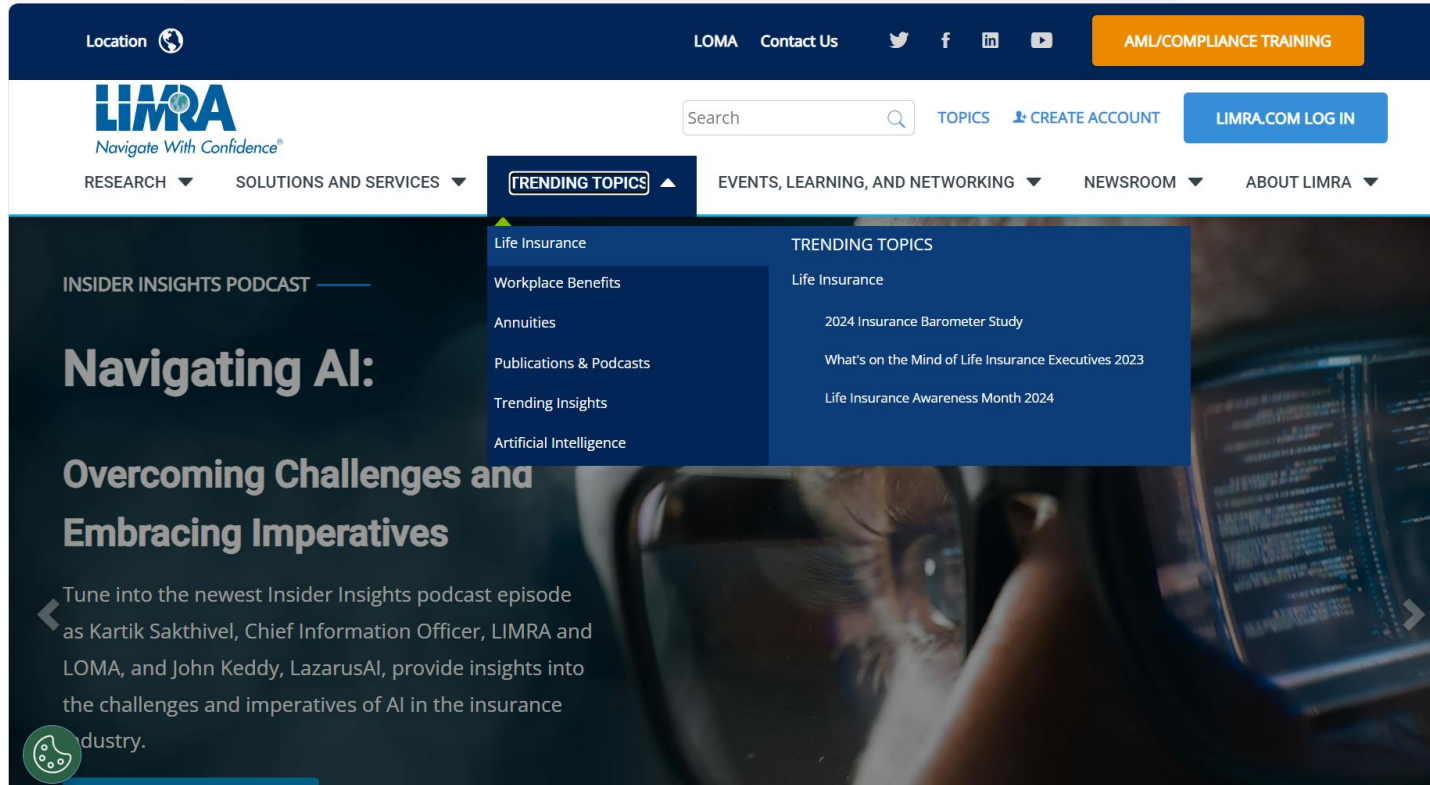 Location
LOMA Contact Us
AML/COMPLIANCE TRAINING
LIMRA
Navigate With Confidence®
Search
TOPICS
CREATE ACCOUNT
LIMRA.COM LOG IN
RESEARCH
SOLUTIONS AND SERVICES
TRENDING TOPICS
EVENTS, LEARNING, AND NETWORKING
NEWSROOM
ABOUT LIMRA
Life Insurance
Workplace Benefits
Annuities
Publications & Podcasts
Trending Insights
Artificial Intelligence
TRENDING TOPICS
Life Insurance
2024 Insurance Barometer Study
What's on the Mind of Life Insurance Executives 2023
Life Insurance Awareness Month 2024
INSIDER INSIGHTS PODCAST
Navigating AI:
Overcoming Challenges and
Embracing Imperatives
Tune into the newest Insider Insights podcast episode
as Kartik Sakthivel, Chief Information Officer, LIMRA and
LOMA, and John Keddy, LazarusAI, provide insights into
the challenges and imperatives of AI in the insurance
industry.